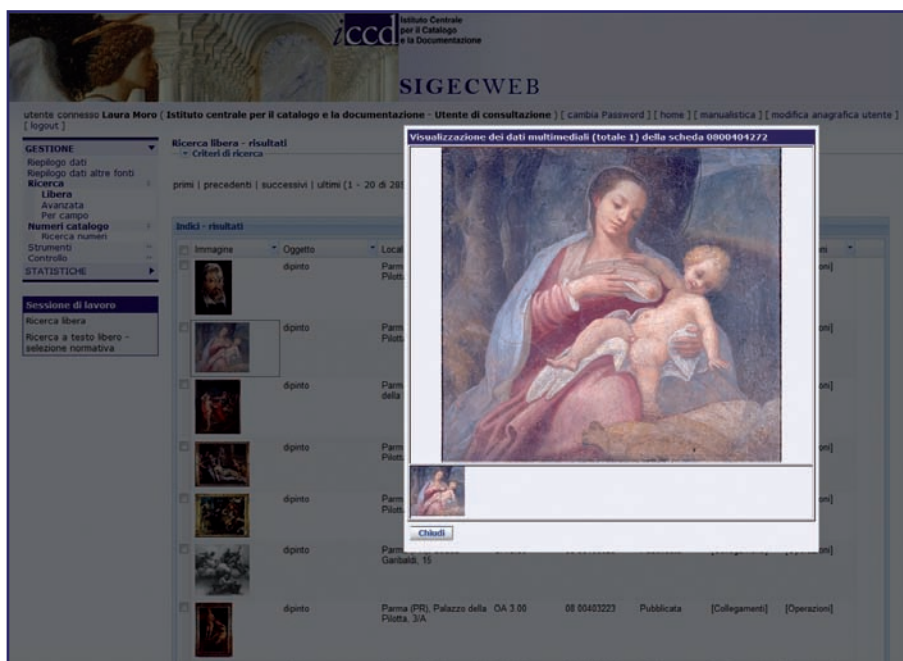 iccd
Istituto Centrale
per il Catalogo
e la Documentazione
SIGECWEB
utente connesso Laura Moro ( Istituto centrale per il catalogo e la documentazione - Utente di consultazione ) [ cambia Password ] [ home ] [ manualistica ] [ modifica anagrafica utente ]
[ logout ]
GESTIONE
Riepilogo dati
Riepilogo dati altre fonti
Ricerca
Libera
Avanzata
Per campo
Numeri catalogo
Ricerca numeri
Strumenti
Controllo
STATISTICHE
Sessione di lavoro
Ricerca libera
Ricerca a testo libero -
selezione normativa
Ricerca libera - risultati
Criteri di ricerca
primi | precedenti | successivi | ultimi (1 - 20 di
Indici - risultati
Immagine Oggetto
dipinto
dipinto
dipinto
della
dipinto
dipinto
dipinto
Garibaldi, 15
dipinto Parma (PR), Palazzo della OA 3.00 08 00403223 Pubblicata [Collegamenti] [Operazioni]
Pilotta, 3/A
Visualizzazione dei dati multimediali (totale 1) della scheda 0800404272
Chiudi